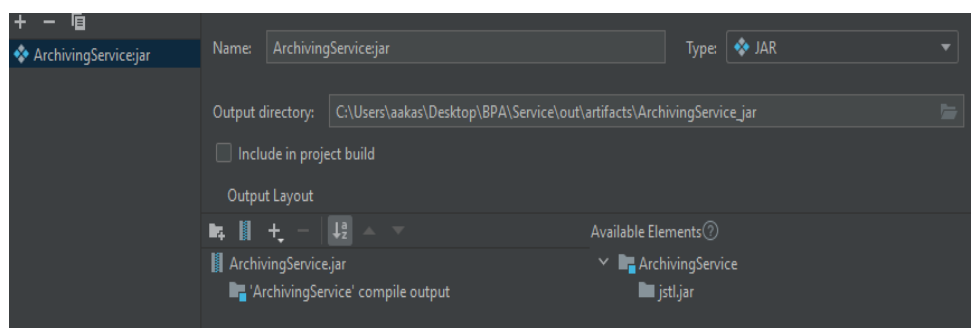 ArchivingService:jar
Name: ArchivingService:jar Type: JAR
Output directory: C:\Users\aakas\Desktop\BPA\Service\out\artifacts\ArchivingService_jar
Include in project build
Output Layout
Available Elements
ArchivingService.jar
'ArchivingService' compile output
ArchivingService
jstl.jar